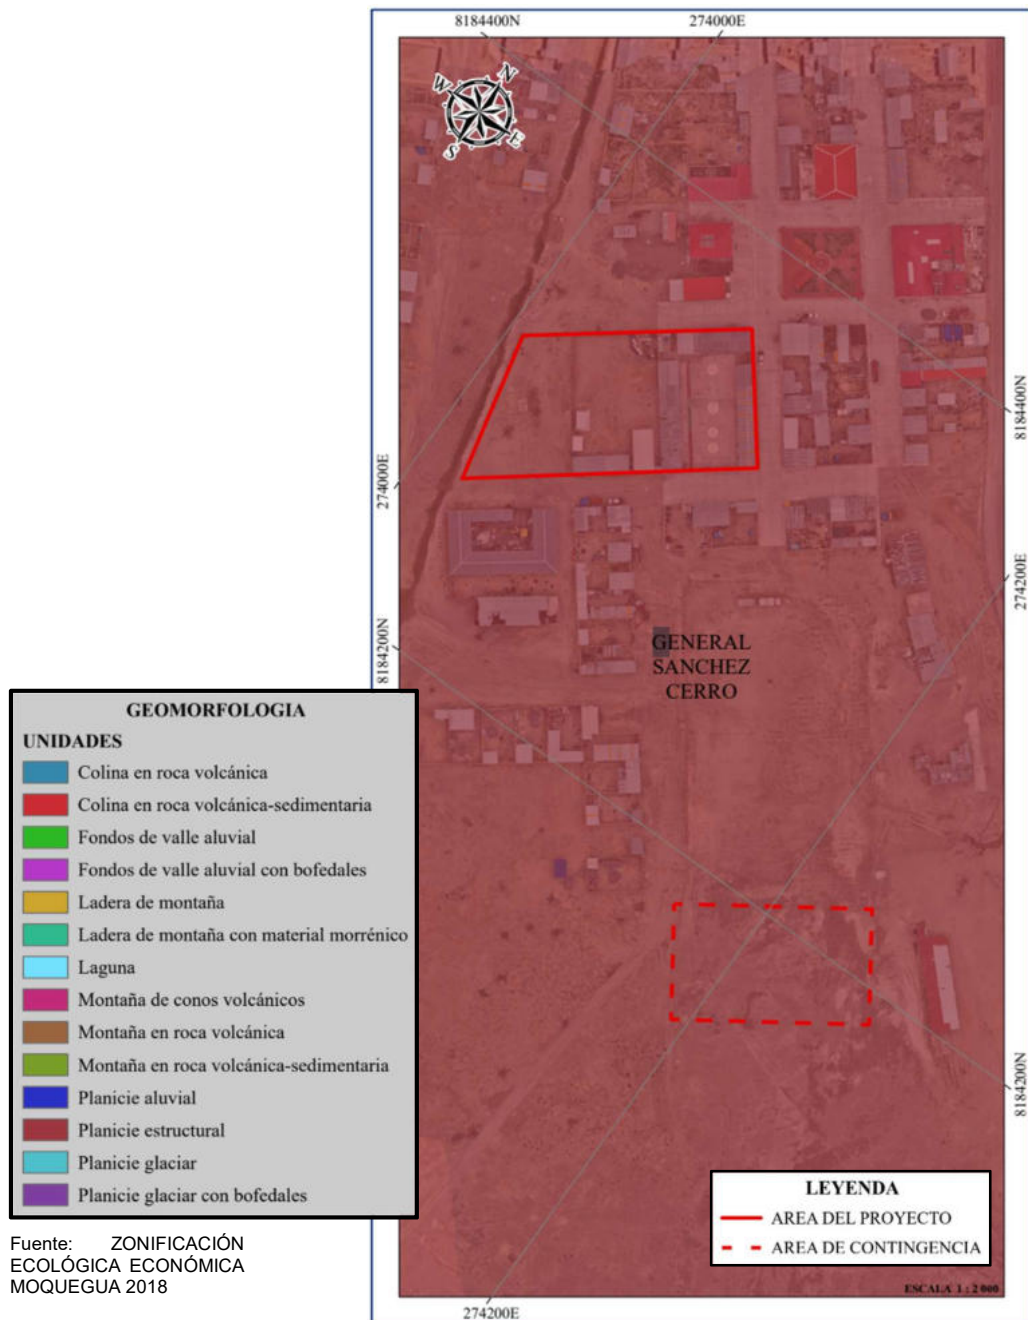 8184400N
274000E
N
W
E
S
8184400N
274000E
274200E
8184200N
GENERAL
SANCHEZ
CERRO
GEOMORFOLOGIA
UNIDADES
Colina en roca volcánica
Colina en roca volcánica-sedimentaria
Fondos de valle aluvial
Fondos de valle aluvial con bofedales
Ladera de montaña
Ladera de montaña con material morrénico
Laguna
Montaña de conos volcánicos
Montaña en roca volcánica
Montaña en roca volcánica-sedimentaria
Planicie aluvial
Planicie estructural
Planicie glaciar
Planicie glaciar con bofedales
8184200N
LEYENDA
AREA DEL PROYECTO
AREA DE CONTINGENCIA
ESCALA 1 : 2 000
274200E
Fuente: ZONIFICACIÓN
ECOLÓGICA ECONÓMICA
MOQUEGUA 2018